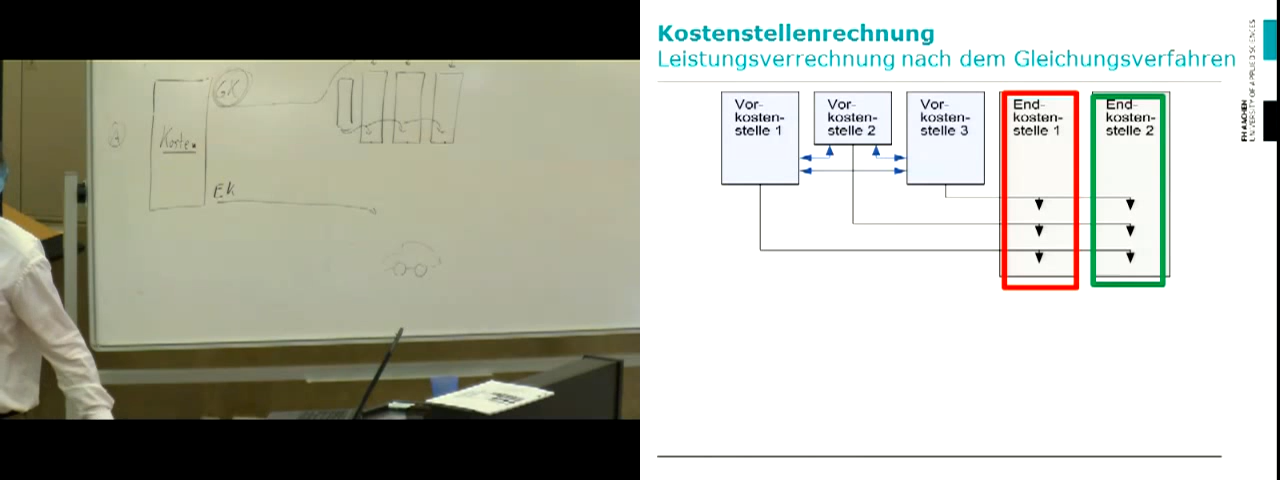 GK
Kosten
EK
Kostenstellenrechnung
Leistungsverrechnung nach dem Gleichungsverfahren
Vor-
kosten-
stelle 1
Vor-
kosten-
stelle 2
Vor-
kosten-
stelle 3
End-
kosten-
stelle 1
End-
kosten-
stelle 2
FH AACHEN
UNIVERSITY OF APPLIED SCIENCES